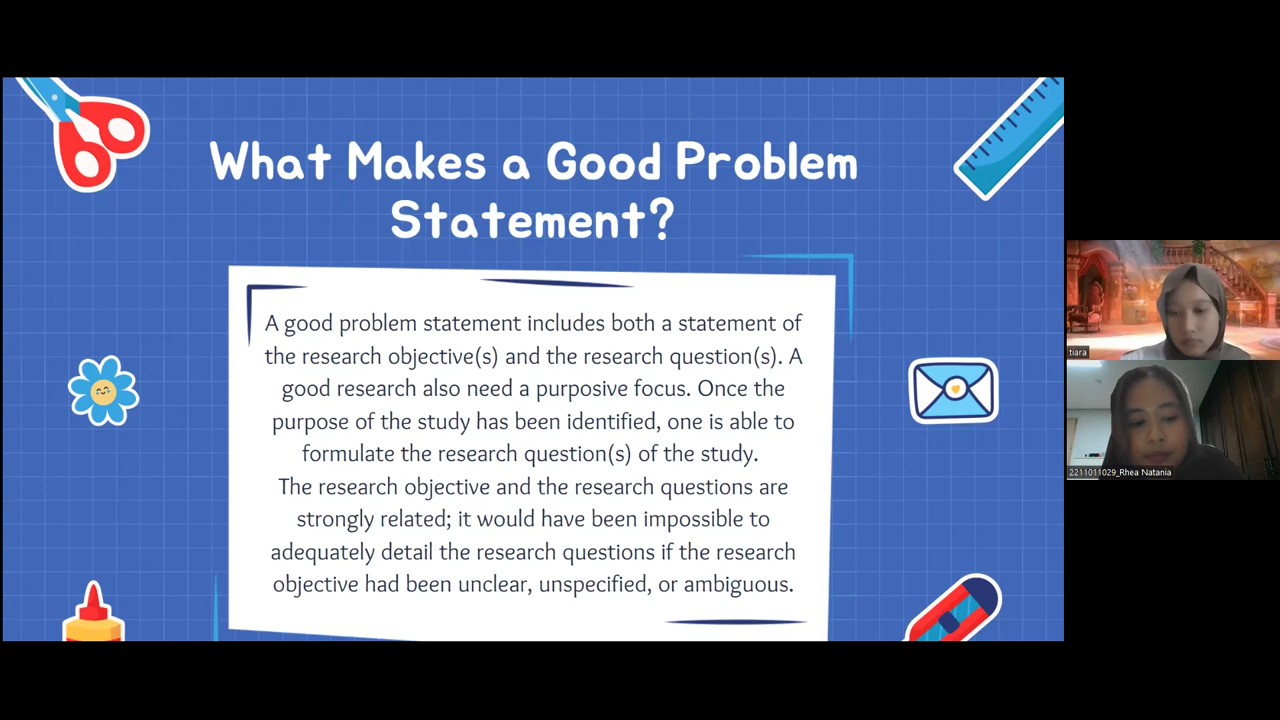 What Makes a Good Problem
Statement?
A good problem statement includes both a statement of
the research objective(s) and the research question(s). A
good research also need a purposive focus. Once the
purpose of the study has been identified, one is able to
formulate the research question(s) of the study.
The research objective and the research questions are
strongly related; it would have been impossible to
adequately detail the research questions if the research
objective had been unclear, unspecified, or ambiguous.
tiara
2211011029_Rhea Natania